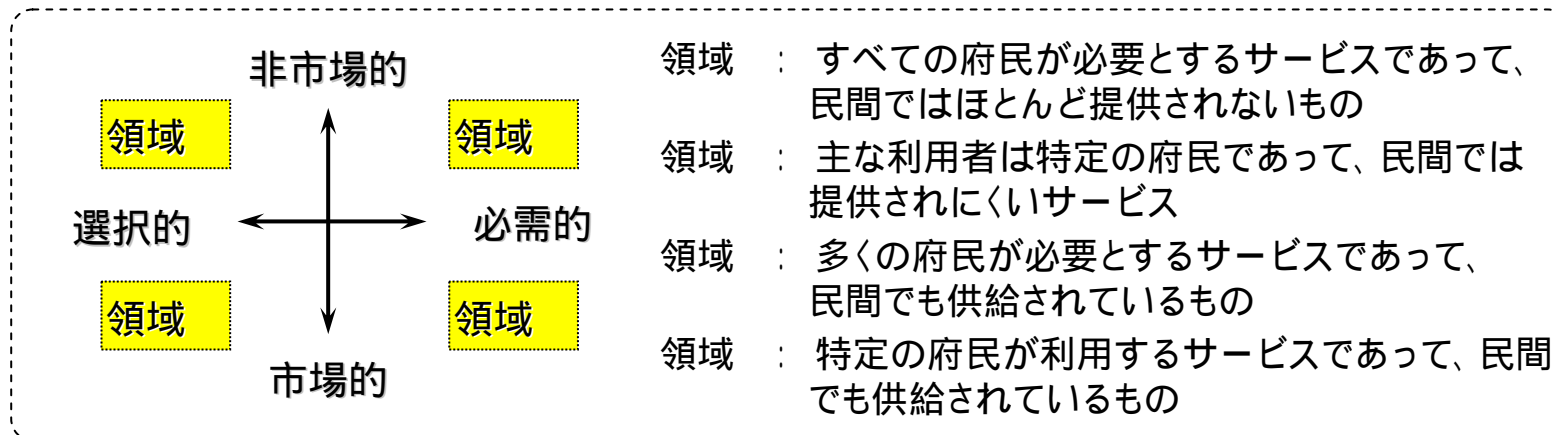 非市場的
領域
領域
選択的
必需的
領域
領域
市場的
領域 : すべての府民が必要とするサービスであって、
民間ではほとんど提供されないもの
領域 : 主な利用者は特定の府民であって、民間では
提供されにくいサービス
領域 : 多くの府民が必要とするサービスであって、
民間でも供給されているもの
領域 : 特定の府民が利用するサービスであって、民間
でも供給されているもの